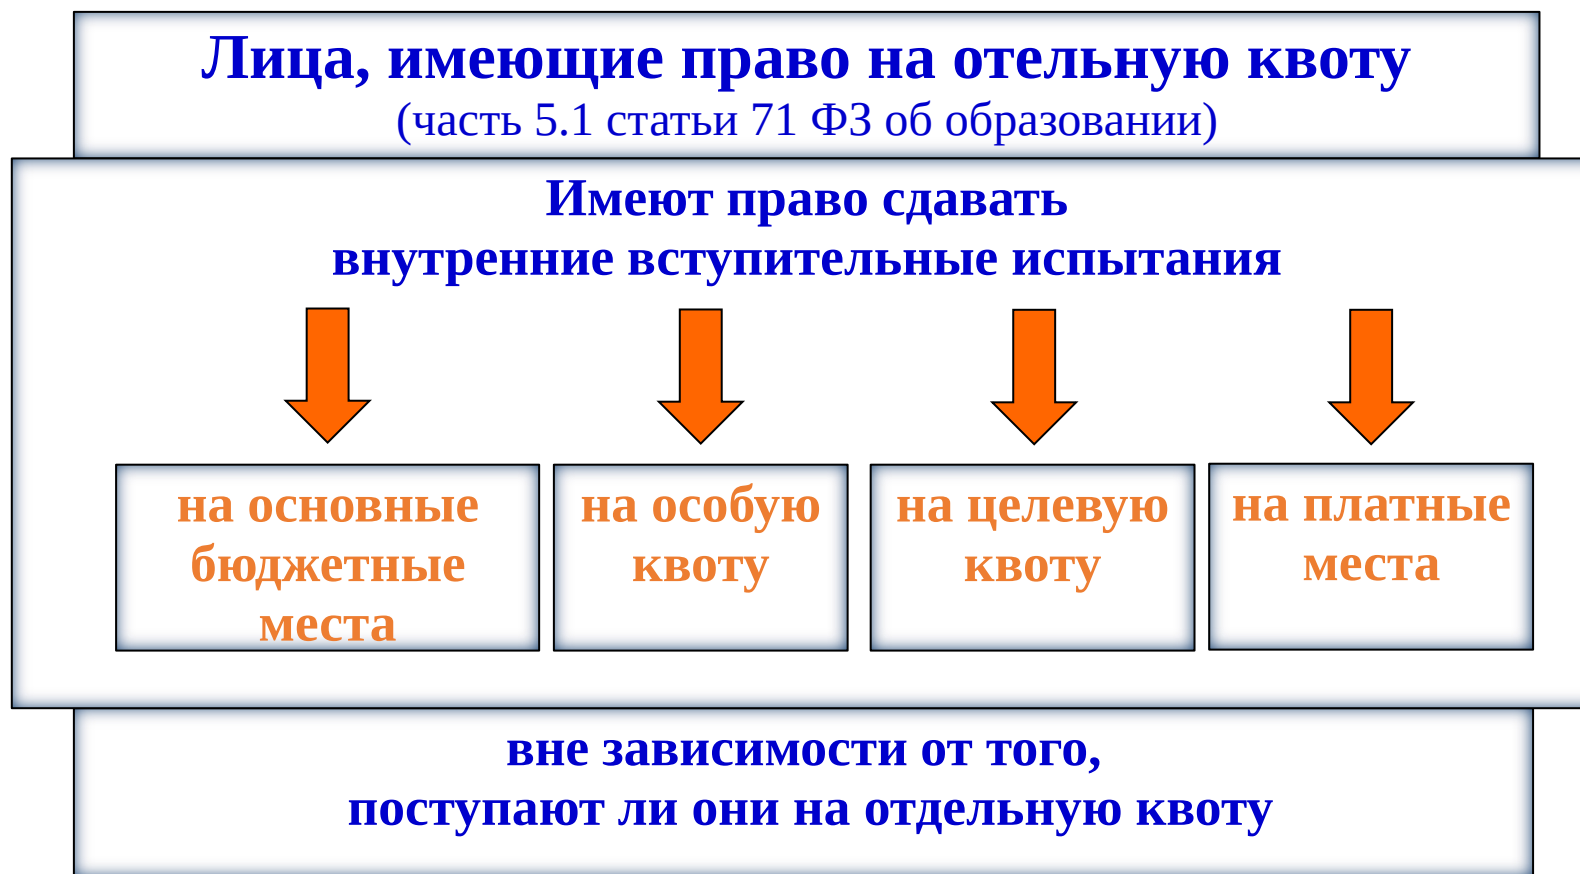 Лица, имеющие право на отельную квоту
(часть 5.1 статьи 71 ФЗ об образовании)
Имеют право сдавать
внутренние вступительные испытания
на основные
бюджетные
места
на особую
квоту
на целевую
квоту
на платные
места
вне зависимости от того,
поступают ли они на отдельную квоту